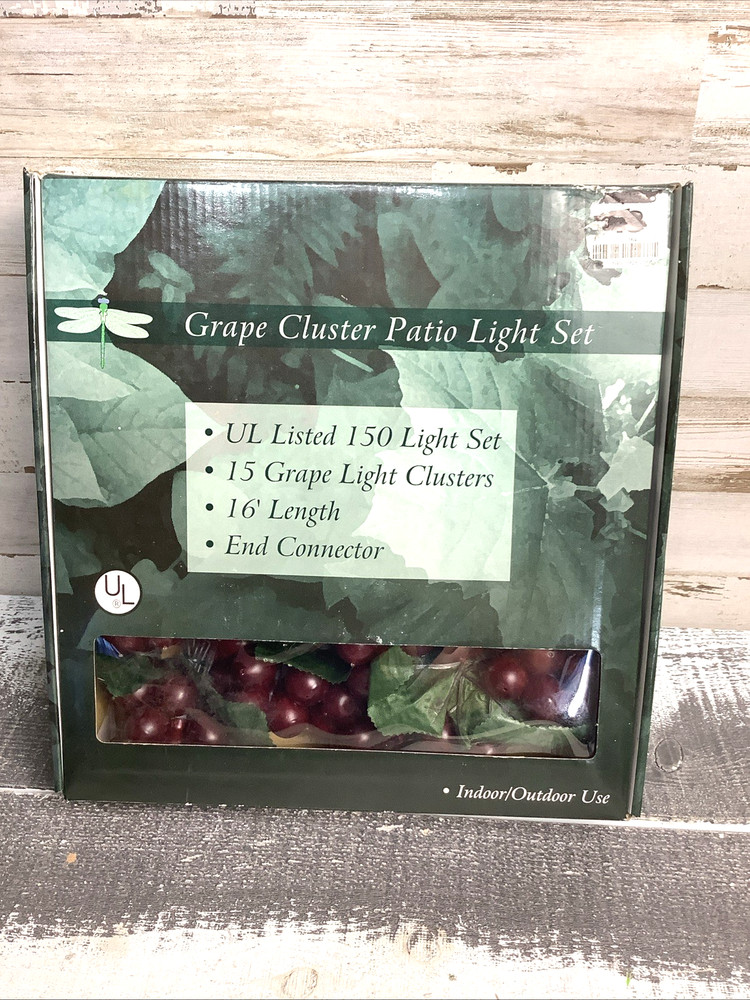 Grape Cluster Patio Light Set
• UL Listed 150 Light Set
• 15 Grape Light Clusters
• 16' Length
• End Connector
UL
®
• Indoor/Outdoor Use